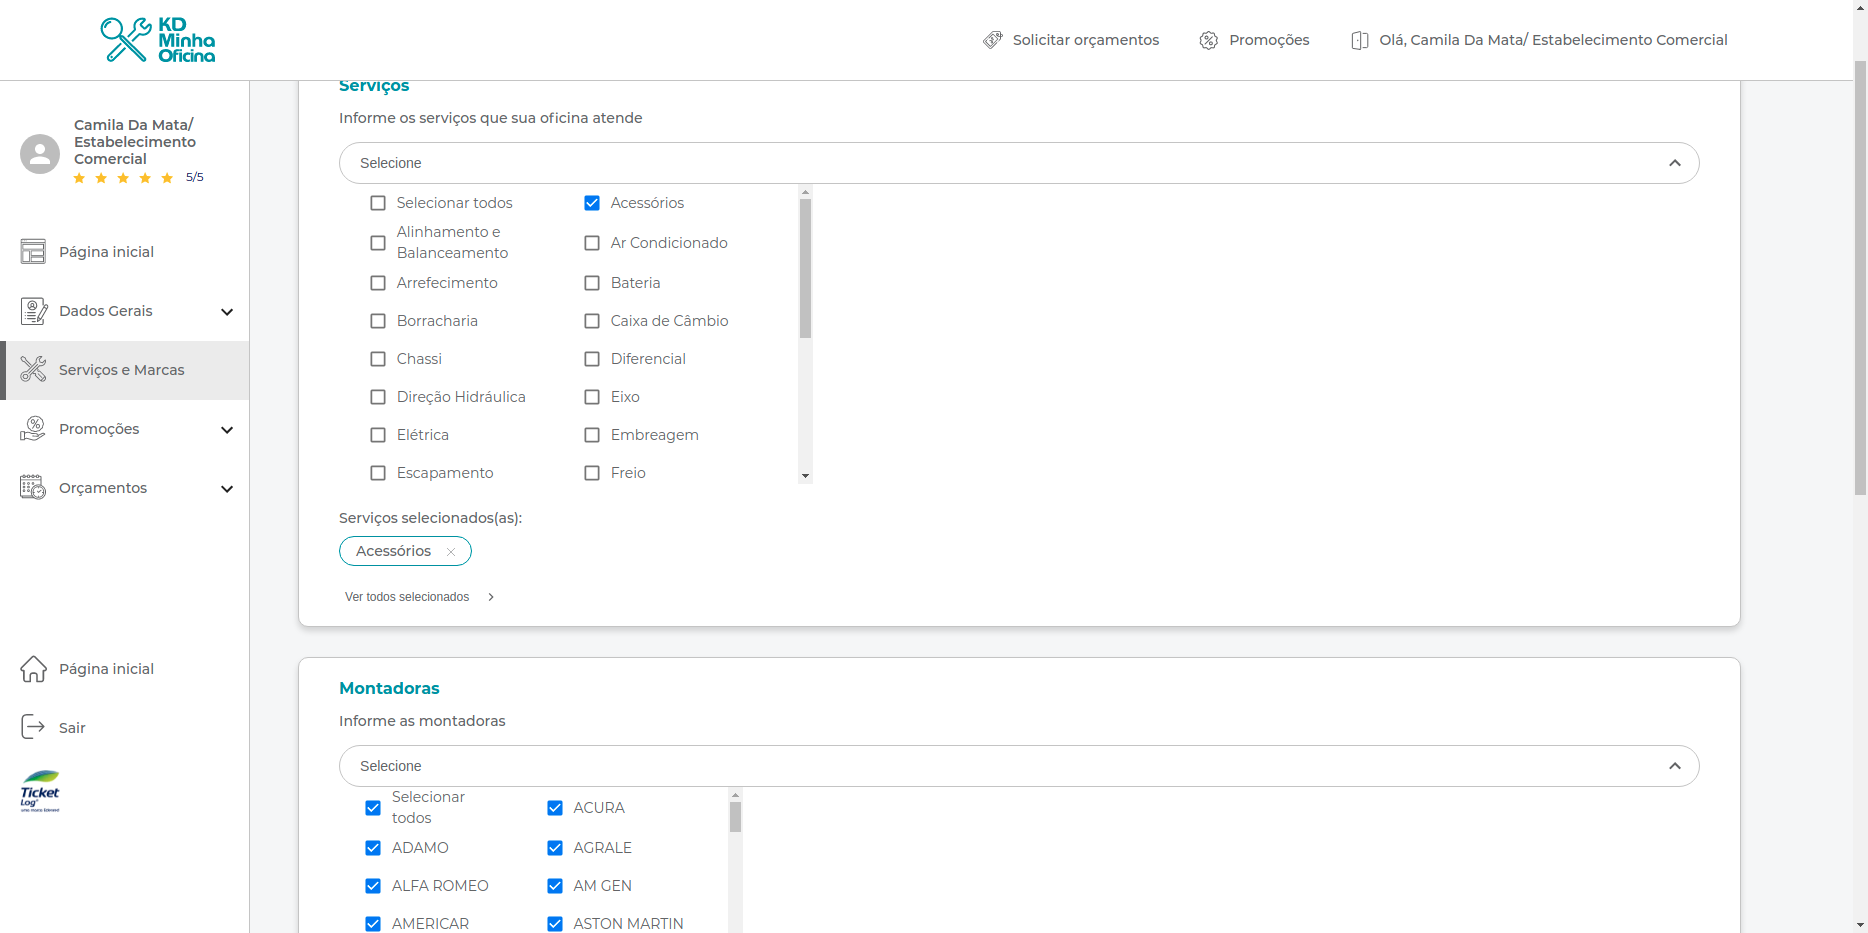 KD
Minha
Oficina
Solicitar orçamentos
Promoções
Olá, Camila Da Mata/ Estabelecimento Comercial
Camila Da Mata/
Estabelecimento
Comercial
5/5
Página inicial
Dados Gerais
Serviços e Marcas
Promoções
Orçamentos
Página inicial
Sair
Ticket
Log
Serviços
Informe os serviços que sua oficina atende
Selecione
Selecionar todos
Acessórios
Alinhamento e
Balanceamento
Ar Condicionado
Arrefecimento
Bateria
Borracharia
Caixa de Câmbio
Chassi
Diferencial
Direção Hidráulica
Eixo
Elétrica
Embreagem
Escapamento
Freio
Serviços selecionados(as):
Acessórios
Ver todos selecionados
Montadoras
Informe as montadoras
Selecione
Selecionar
todos
ACURA
ADAMO
AGRALE
ALFA ROMEO
AM GEN
AMERICAR
ASTON MARTIN